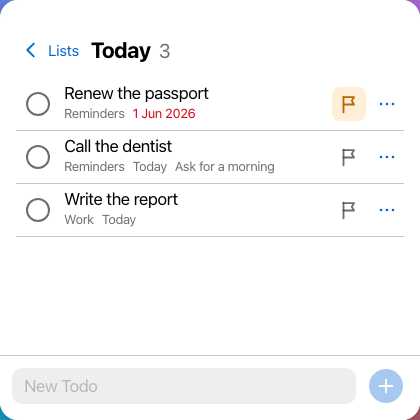 Lists Today 3
Renew the passport
Reminders 1 Jun 2026
Call the dentist
Reminders Today Ask for a morning
Write the report
Work Today
New Todo